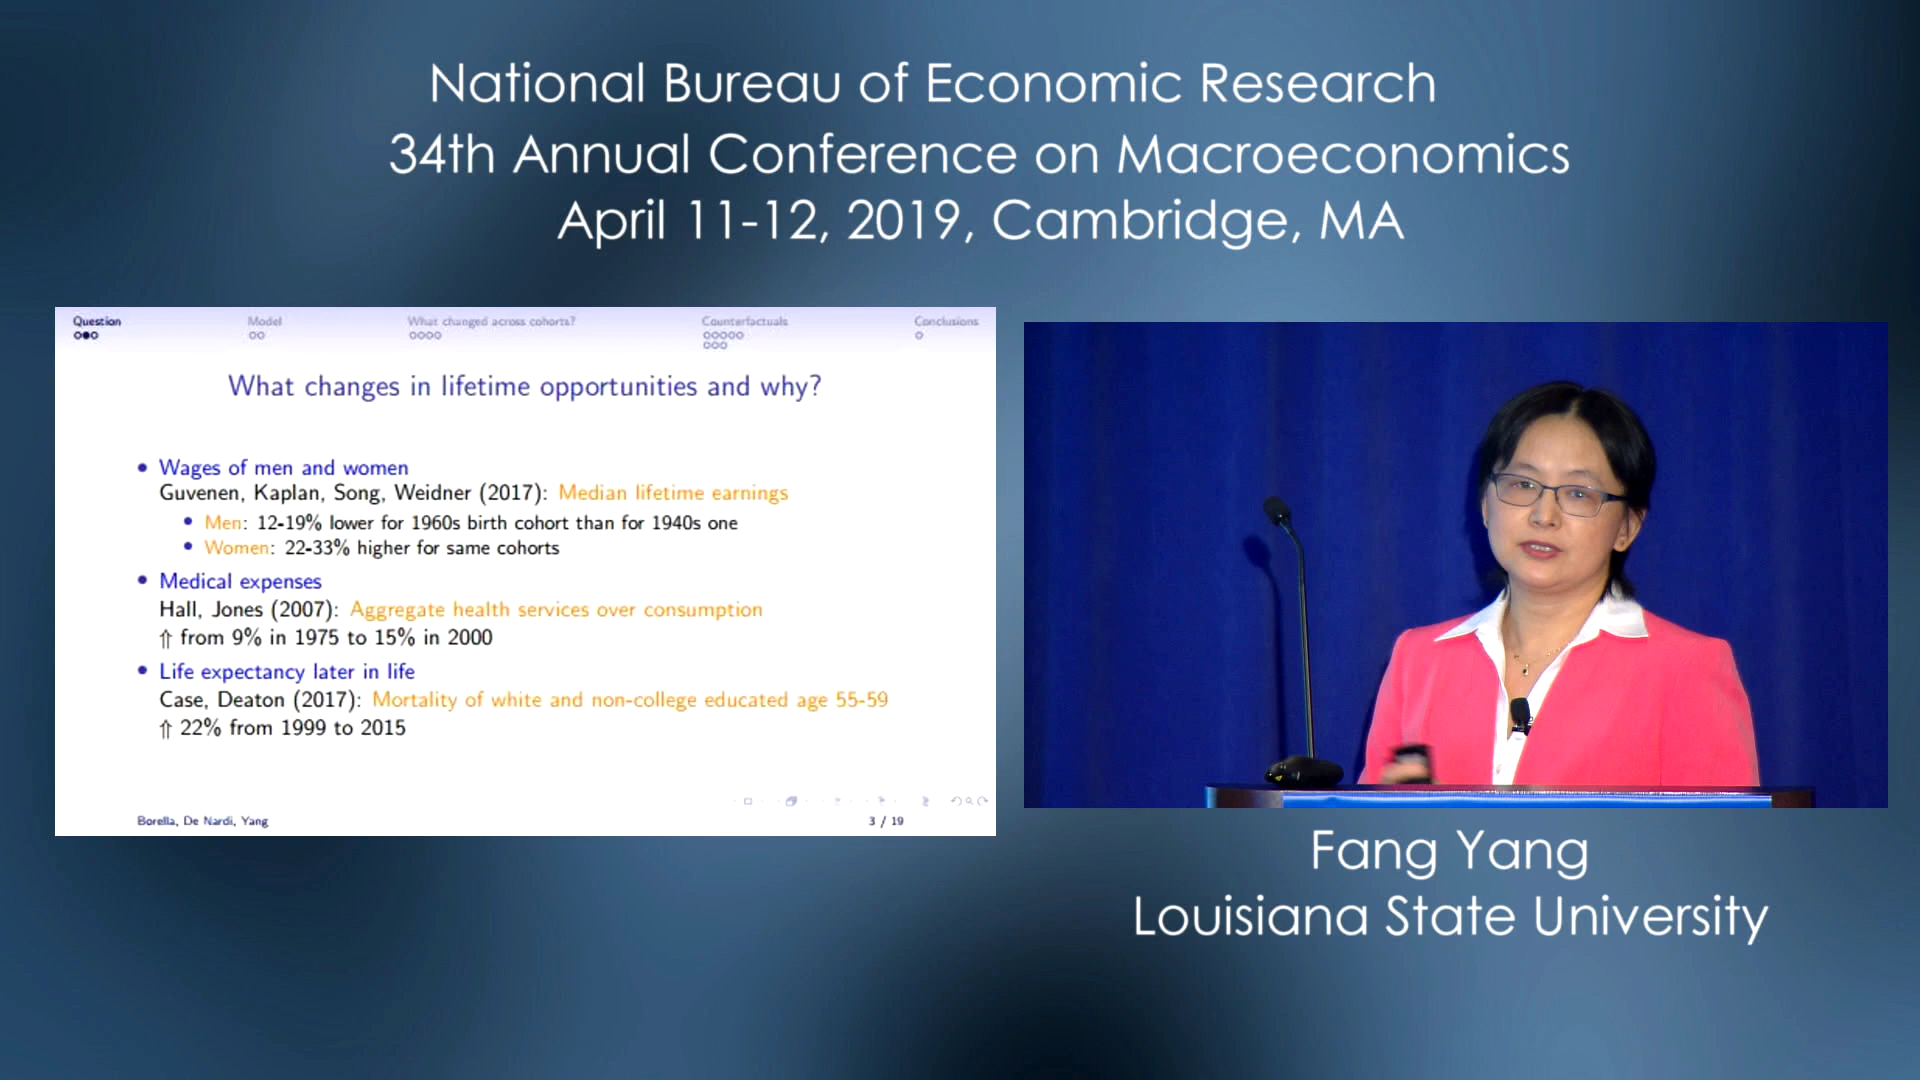 National Bureau of Economic Research
34th Annual Conference on Macroeconomics
April 11-12, 2019, Cambridge, MA
Question
Model
What changed across cohorts?
Counterfactuals
Conclusions
What changes in lifetime opportunities and why?
• Wages of men and women
Guvenen, Kaplan, Song, Weidner (2017): Median lifetime earnings
• Men: 12-19% lower for 1960s birth cohort than for 1940s one
• Women: 22-33% higher for same cohorts
• Medical expenses
Hall, Jones (2007): Aggregate health services over consumption
⇑ from 9% in 1975 to 15% in 2000
• Life expectancy later in life
Case, Deaton (2017): Mortality of white and non-college educated age 55-59
⇑ 22% from 1999 to 2015
Borella, De Nardi, Yang
3 / 19
Fang Yang
Louisiana State University